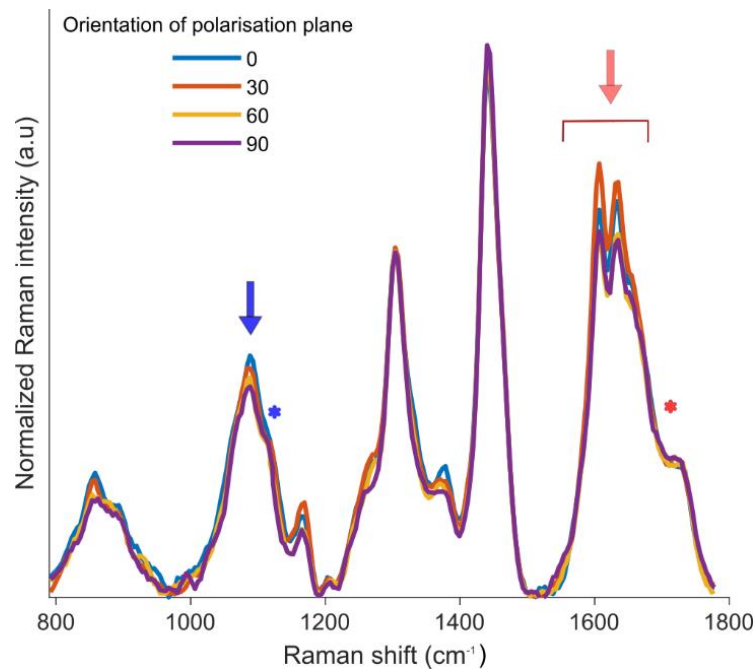 Orientation of polarisation plane
0
30
60
90
Normalized Raman intensity (a.u)
*
*
800 1000 1200 1400 1600 1800
Raman shift (cm⁻¹)